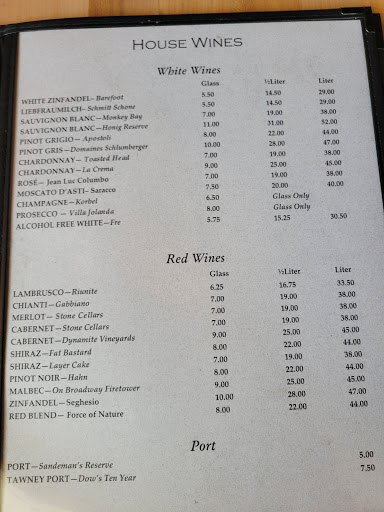 HOUSE WINES
White Wines
Glass ½Liter Liter
WHITE ZINFANDEL– Barefoot 5.50 14.50 29.00
LIEBFRAUMILCH– Schmitt Schone 5.50 14.50 29.00
SAUVIGNON BLANC—Monkey Bay 7.00 19.00 38.00
SAUVIGNON BLANC—Honig Reserve 11.00 31.00 52.00
PINOT GRIGIO – Apostoli 8.00 22.00 44.00
PINOT GRIS—Domaines Schlumberger 10.00 28.00 47.00
CHARDONNAY– Toasted Head 7.00 19.00 38.00
CHARDONNAY—La Crema 9.00 25.00 45.00
ROSE— Jean Luc Columbo 7.00 19.00 38.00
MOSCATO D'ASTI– Saracco 7.50 20.00 40.00
CHAMPAGNE—Korbel 6.50 Glass Only
PROSECCO – Villa Jolanda 8.00 Glass Only
ALCOHOL FREE WHITE—Fre 5.75 15.25 30.50
Red Wines
Glass ½Liter Liter
LAMBRUSCO—Riunite 6.25 16.75 33.50
CHIANTI—Gabbiano 7.00 19.00 38.00
MERLOT – Stone Cellars 7.00 19.00 38.00
CABERNET—Stone Cellars 7.00 19.00 38.00
CABERNET—Dynamite Vineyards 9.00 25.00 45.00
SHIRAZ—Fat Bastard 8.00 22.00 44.00
SHIRAZ—Layer Cake 7.00 19.00 38.00
PINOT NOIR—Hahn 8.00 22.00 44.00
MALBEC—On Broadway Firetower 9.00 25.00 45.00
ZINFANDEL—Seghesio 10.00 28.00 47.00
RED BLEND— Force of Nature 8.00 22.00 44.00
Port
PORT—Sandeman's Reserve 5.00
TAWNEY PORT—Dow's Ten Year 7.50